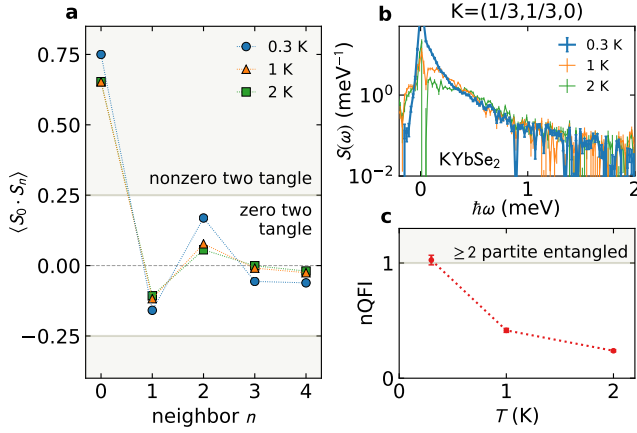 a
⟨S₀ · Sₙ⟩
0.75
0.50
0.25
0.00
−0.25
0.3 K
1 K
2 K
nonzero two tangle
zero two
tangle
0 1 2 3 4
neighbor n
b
K=(1/3,1/3,0)
S(ω) (meV⁻¹)
10⁰
10⁻²
0.3 K
1 K
2 K
KYbSe₂
0 1 2
ħω (meV)
c
nQFI
1
0
≥ 2 partite entangled
0 1 2
T (K)